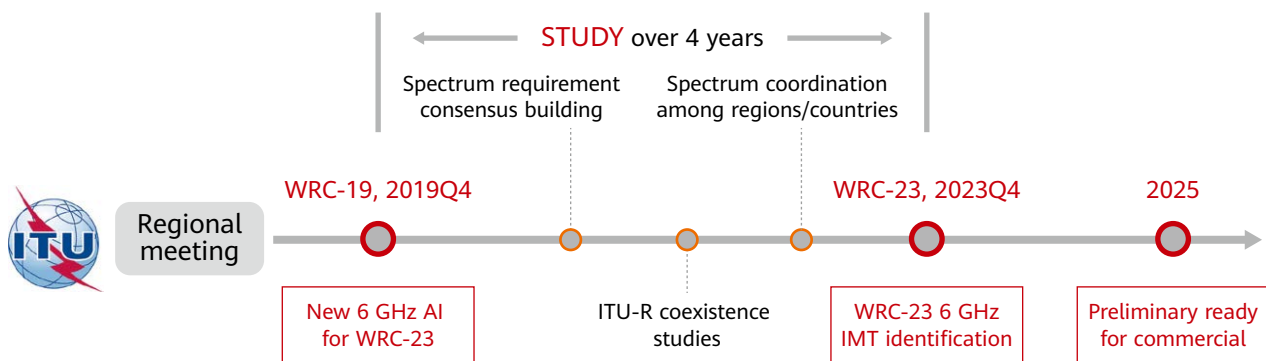 STUDY over 4 years
Spectrum requirement
consensus building
Spectrum coordination
among regions/countries
WRC-19, 2019Q4
WRC-23, 2023Q4
2025
ITU
Regional
meeting
New 6 GHz AI
for WRC-23
ITU-R coexistence
studies
WRC-23 6 GHz
IMT identification
Preliminary ready
for commercial